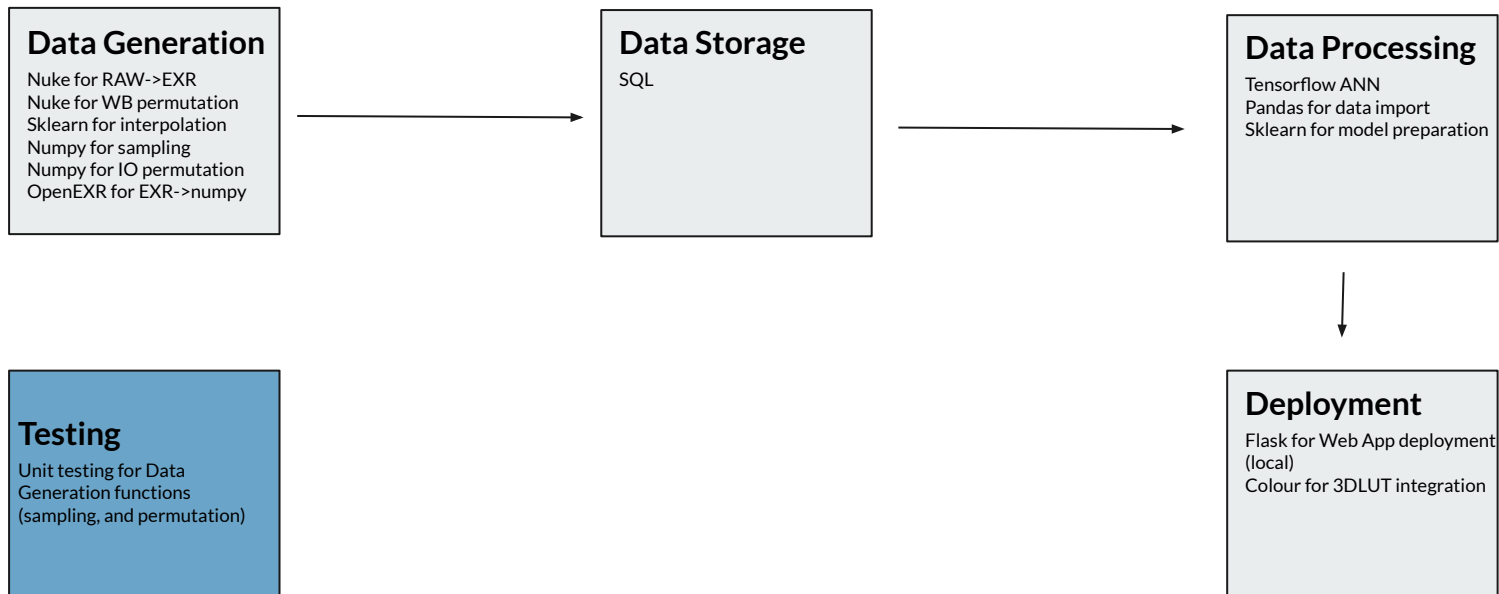 Data Generation
Nuke for RAW->EXR
Nuke for WB permutation
Sklearn for interpolation
Numpy for sampling
Numpy for IO permutation
OpenEXR for EXR->numpy
Data Storage
SQL
Data Processing
Tensorflow ANN
Pandas for data import
Sklearn for model preparation
Testing
Unit testing for Data
Generation functions
(sampling, and permutation)
Deployment
Flask for Web App deployment
(local)
Colour for 3DLUT integration